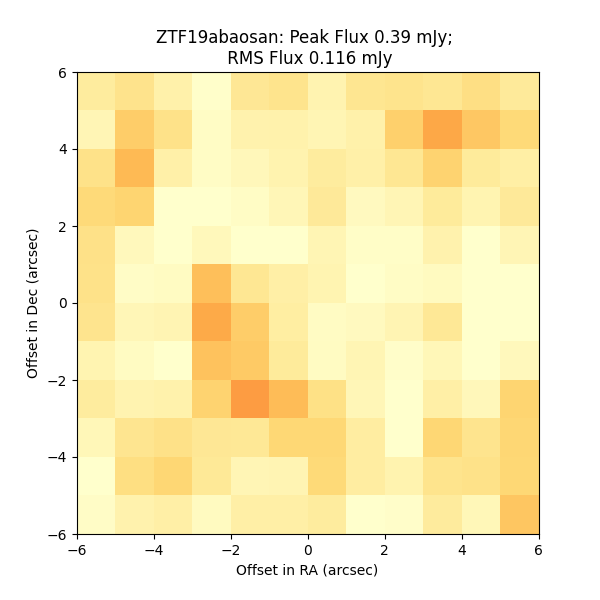 ZTF19abaosan: Peak Flux 0.39 mJy;
RMS Flux 0.116 mJy
6
4
2
0
−2
−4
−6
Offset in Dec (arcsec)
−6 −4 −2 0 2 4 6
Offset in RA (arcsec)